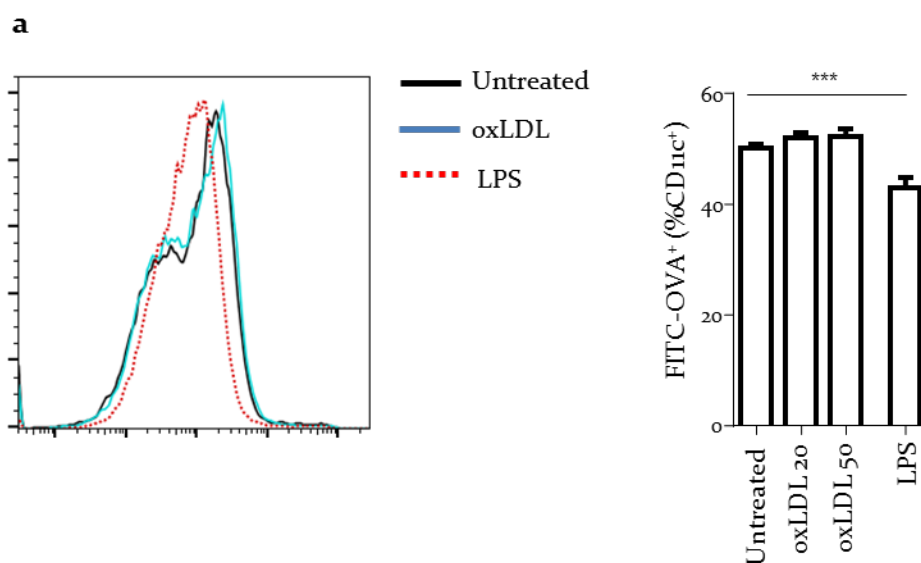 a
Untreated
oxLDL
LPS
***
FITC-OVA⁺ (%CD11c⁺)
60
40
20
0
Untreated
oxLDL 20
oxLDL 50
LPS